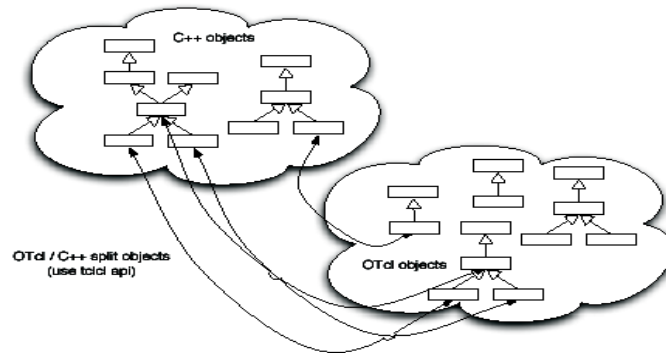 C++ objects
OTcl / C++ split objects
(use tclcl api)
OTcl objects